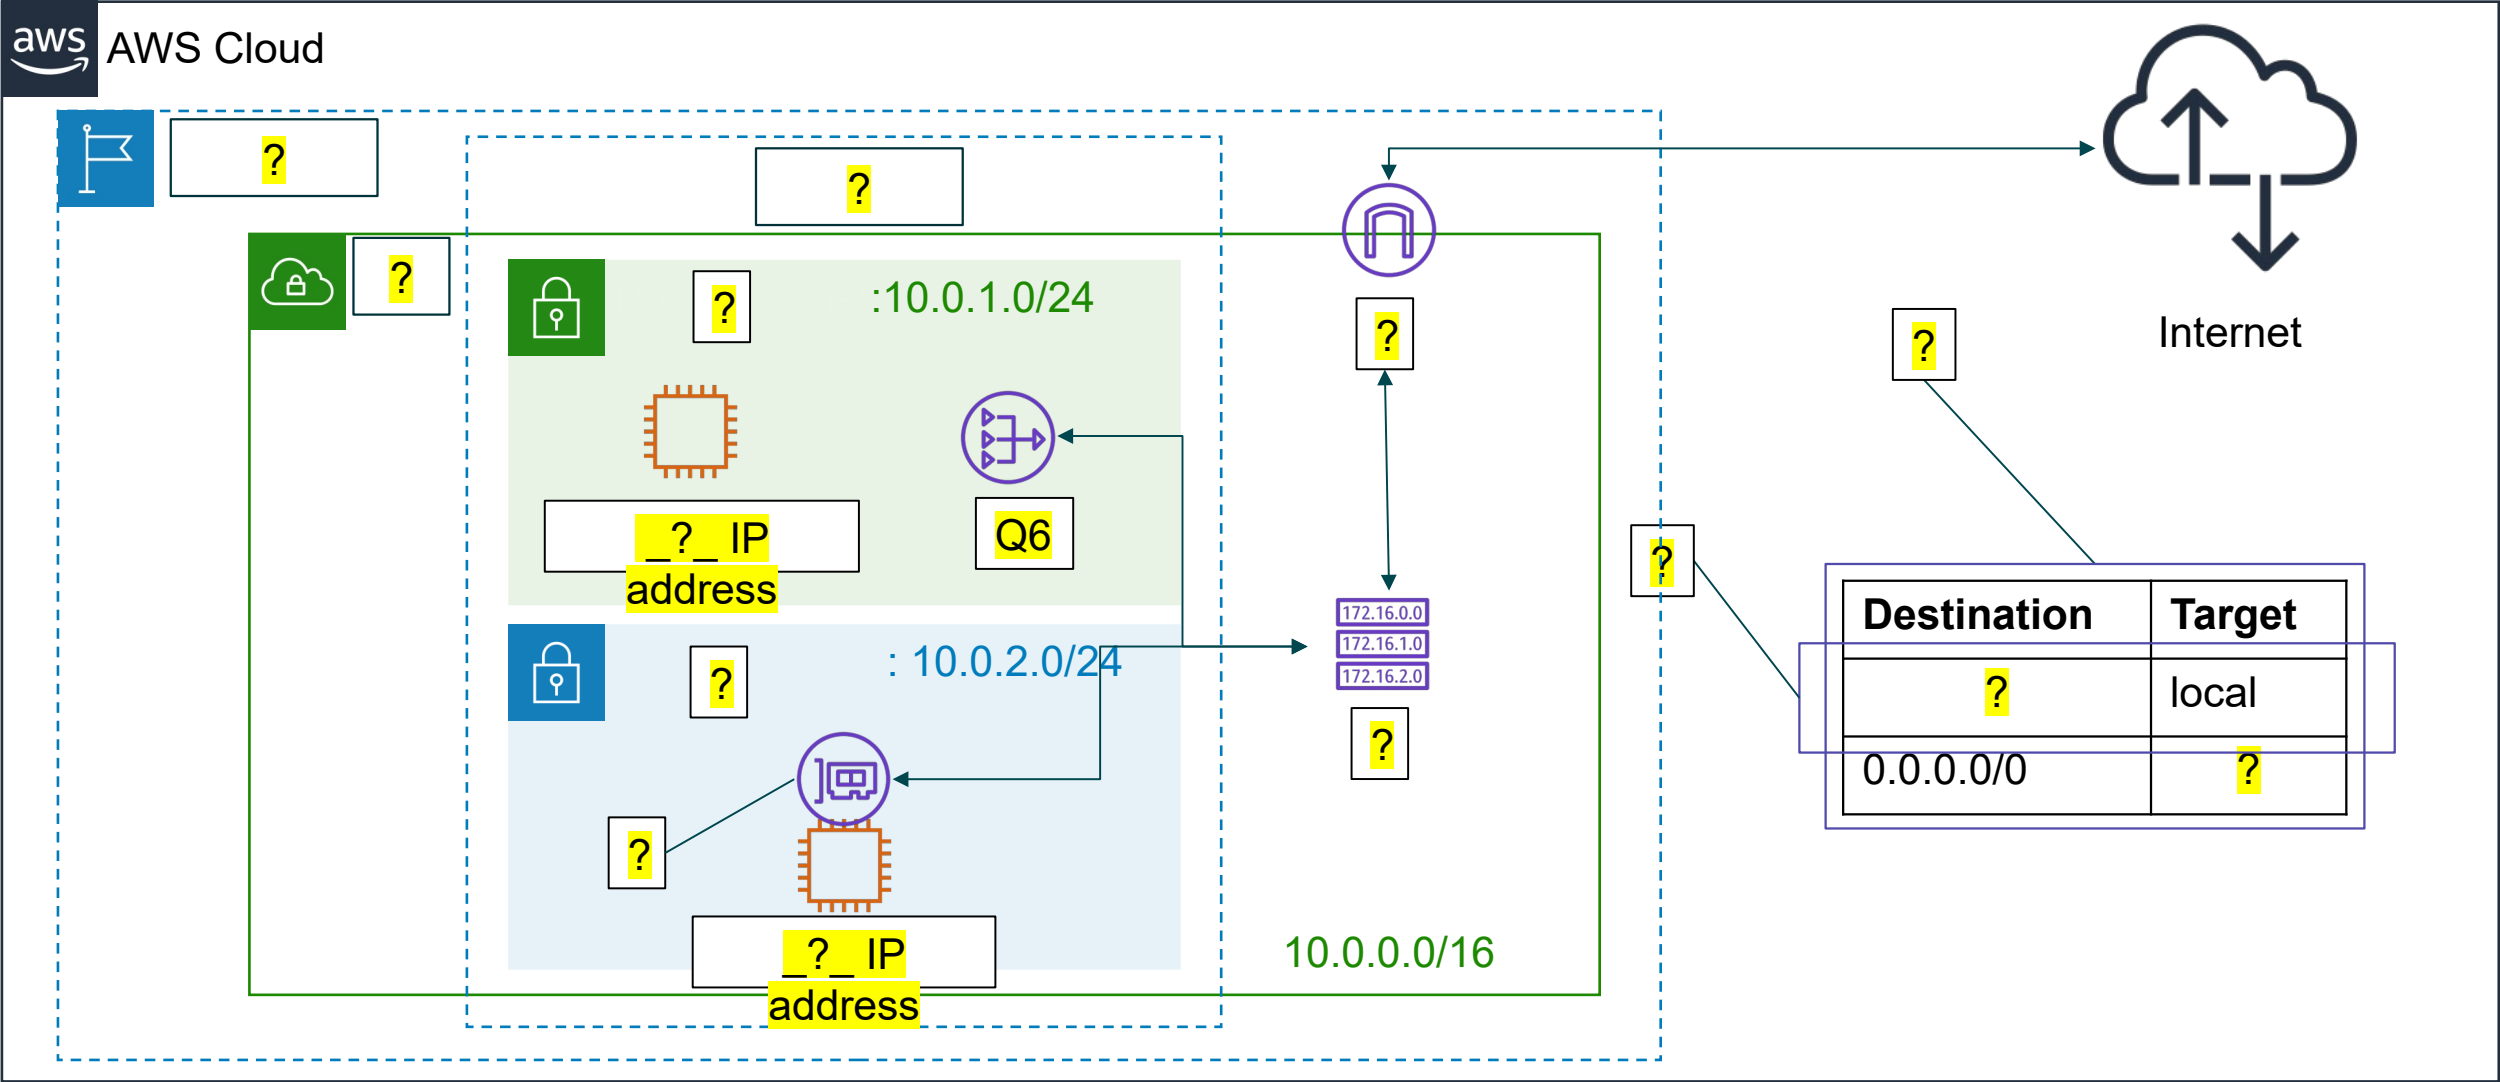 aws
AWS Cloud
?
?
?
?
:10.0.1.0/24
?
?
Internet
_?_ IP
address
Q6
?
172.16.0.0
172.16.1.0
172.16.2.0
Destination
Target
?
: 10.0.2.0/24
?
local
?
0.0.0.0/0
?
?
_?_ IP
address
10.0.0.0/16